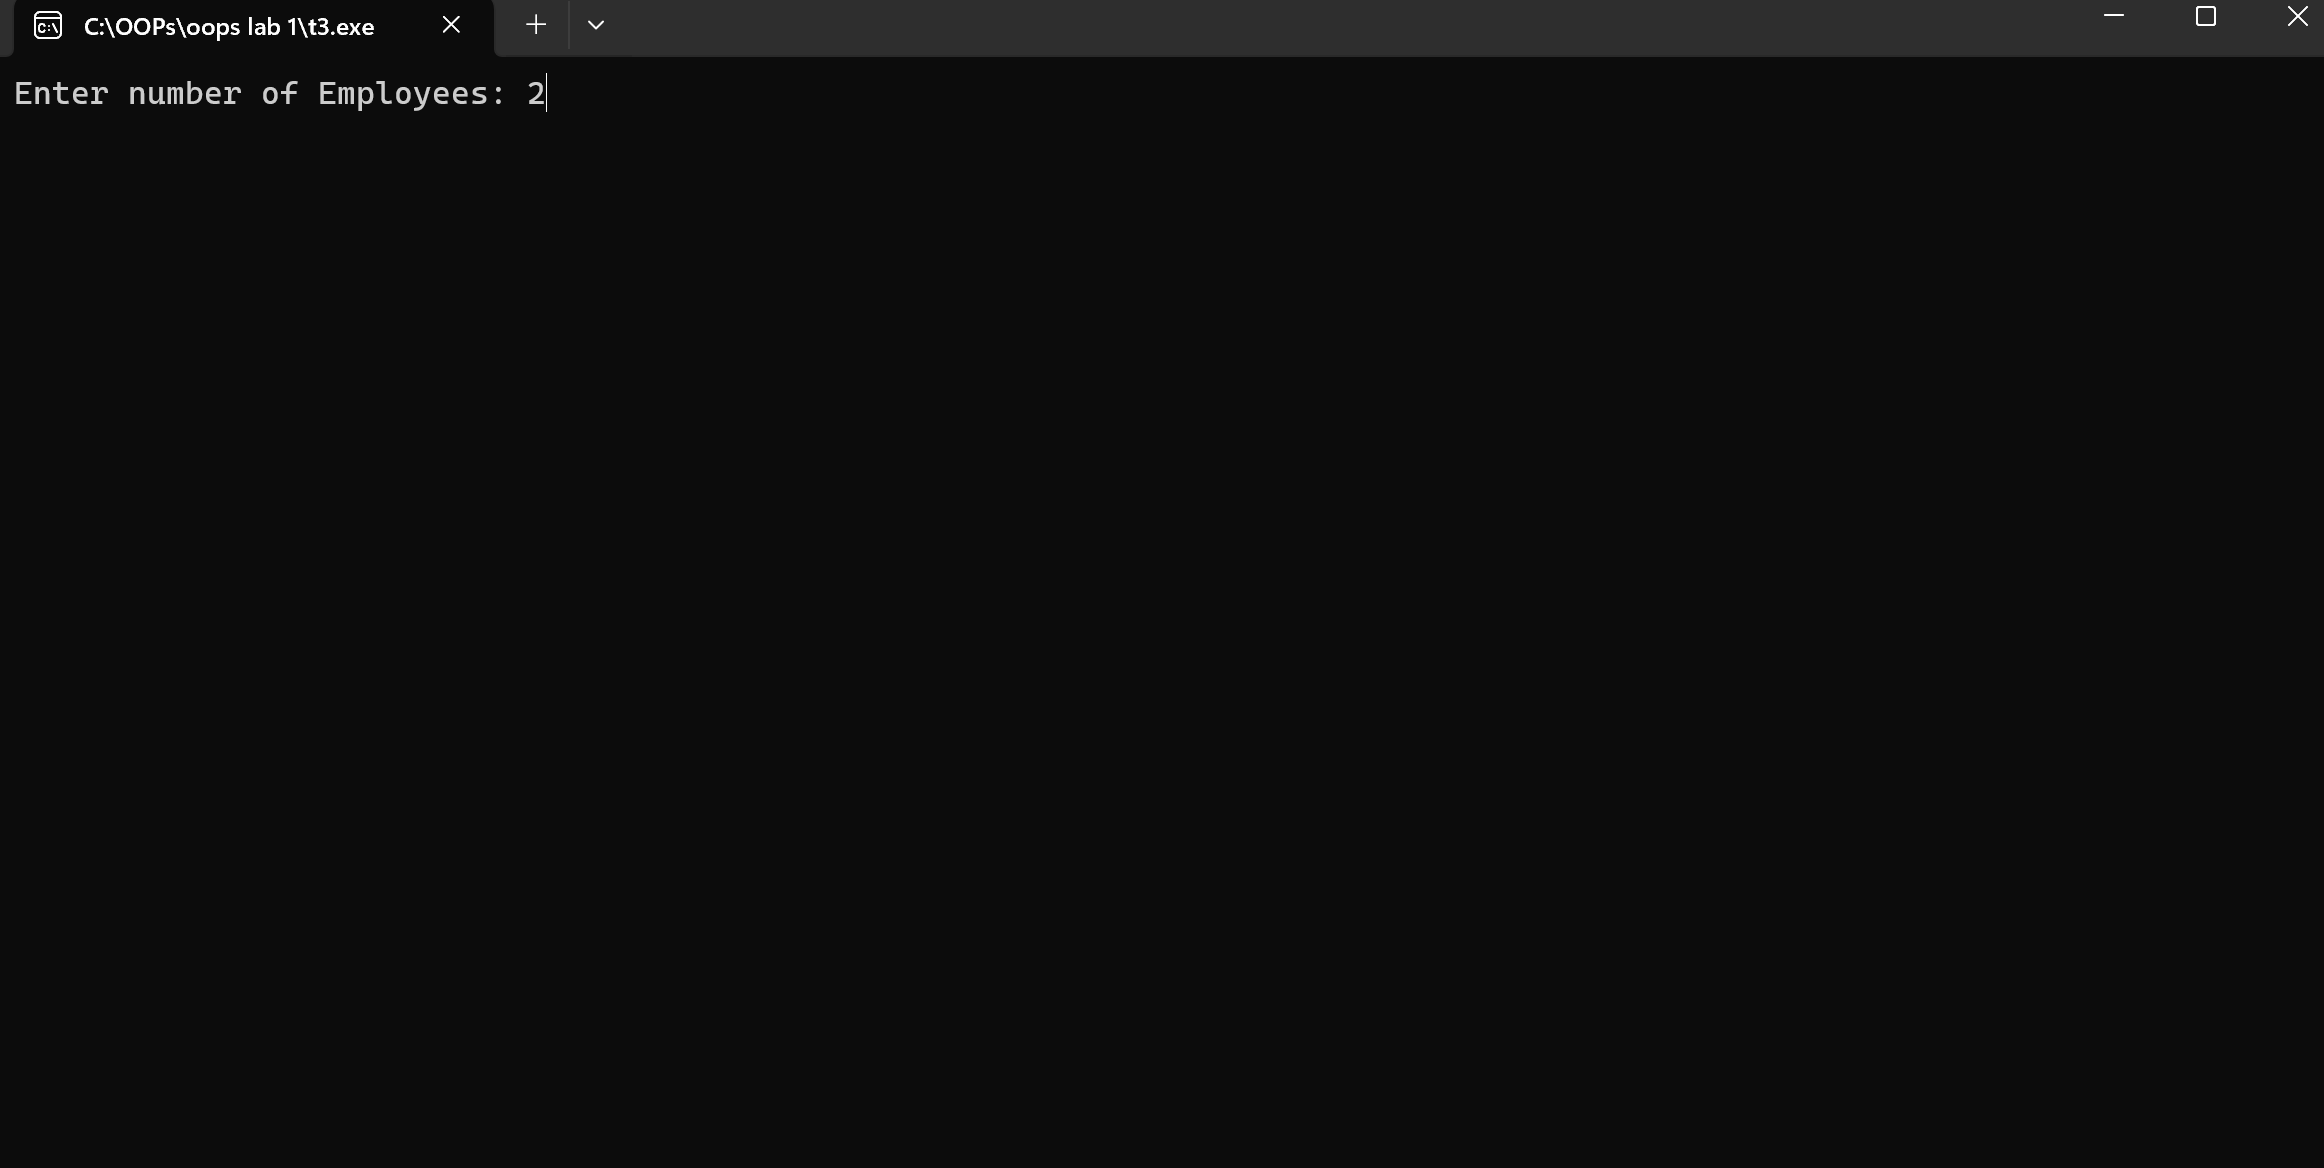 C:\OOPs\oops lab 1\t3.exe
Enter number of Employees: 2